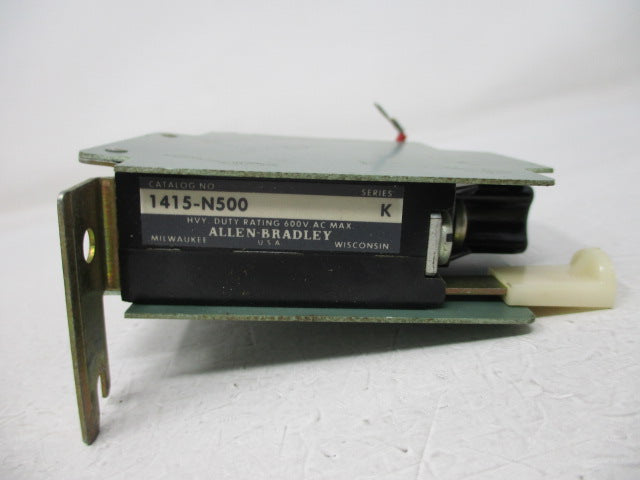 CATALOG NO. SERIES
1415-N500 K
HVY. DUTY RATING 600V AC MAX.
ALLEN-BRADLEY
MILWAUKEE U.S.A. WISCONSIN